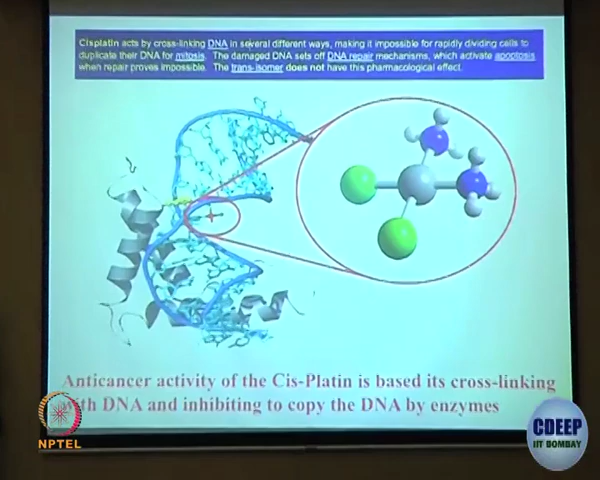 Cisplatin acts by cross-linking DNA in several different ways, making it impossible for rapidly dividing cells to
duplicate their DNA for mitosis. The damaged DNA sets off DNA repair mechanisms, which activate apoptosis
when repair proves impossible. The trans-isomer does not have this pharmacological effect.
Anticancer activity of the Cis-Platin is based its cross-linking
with DNA and inhibiting to copy the DNA by enzymes
NPTEL
CDEEP
IIT BOMBAY